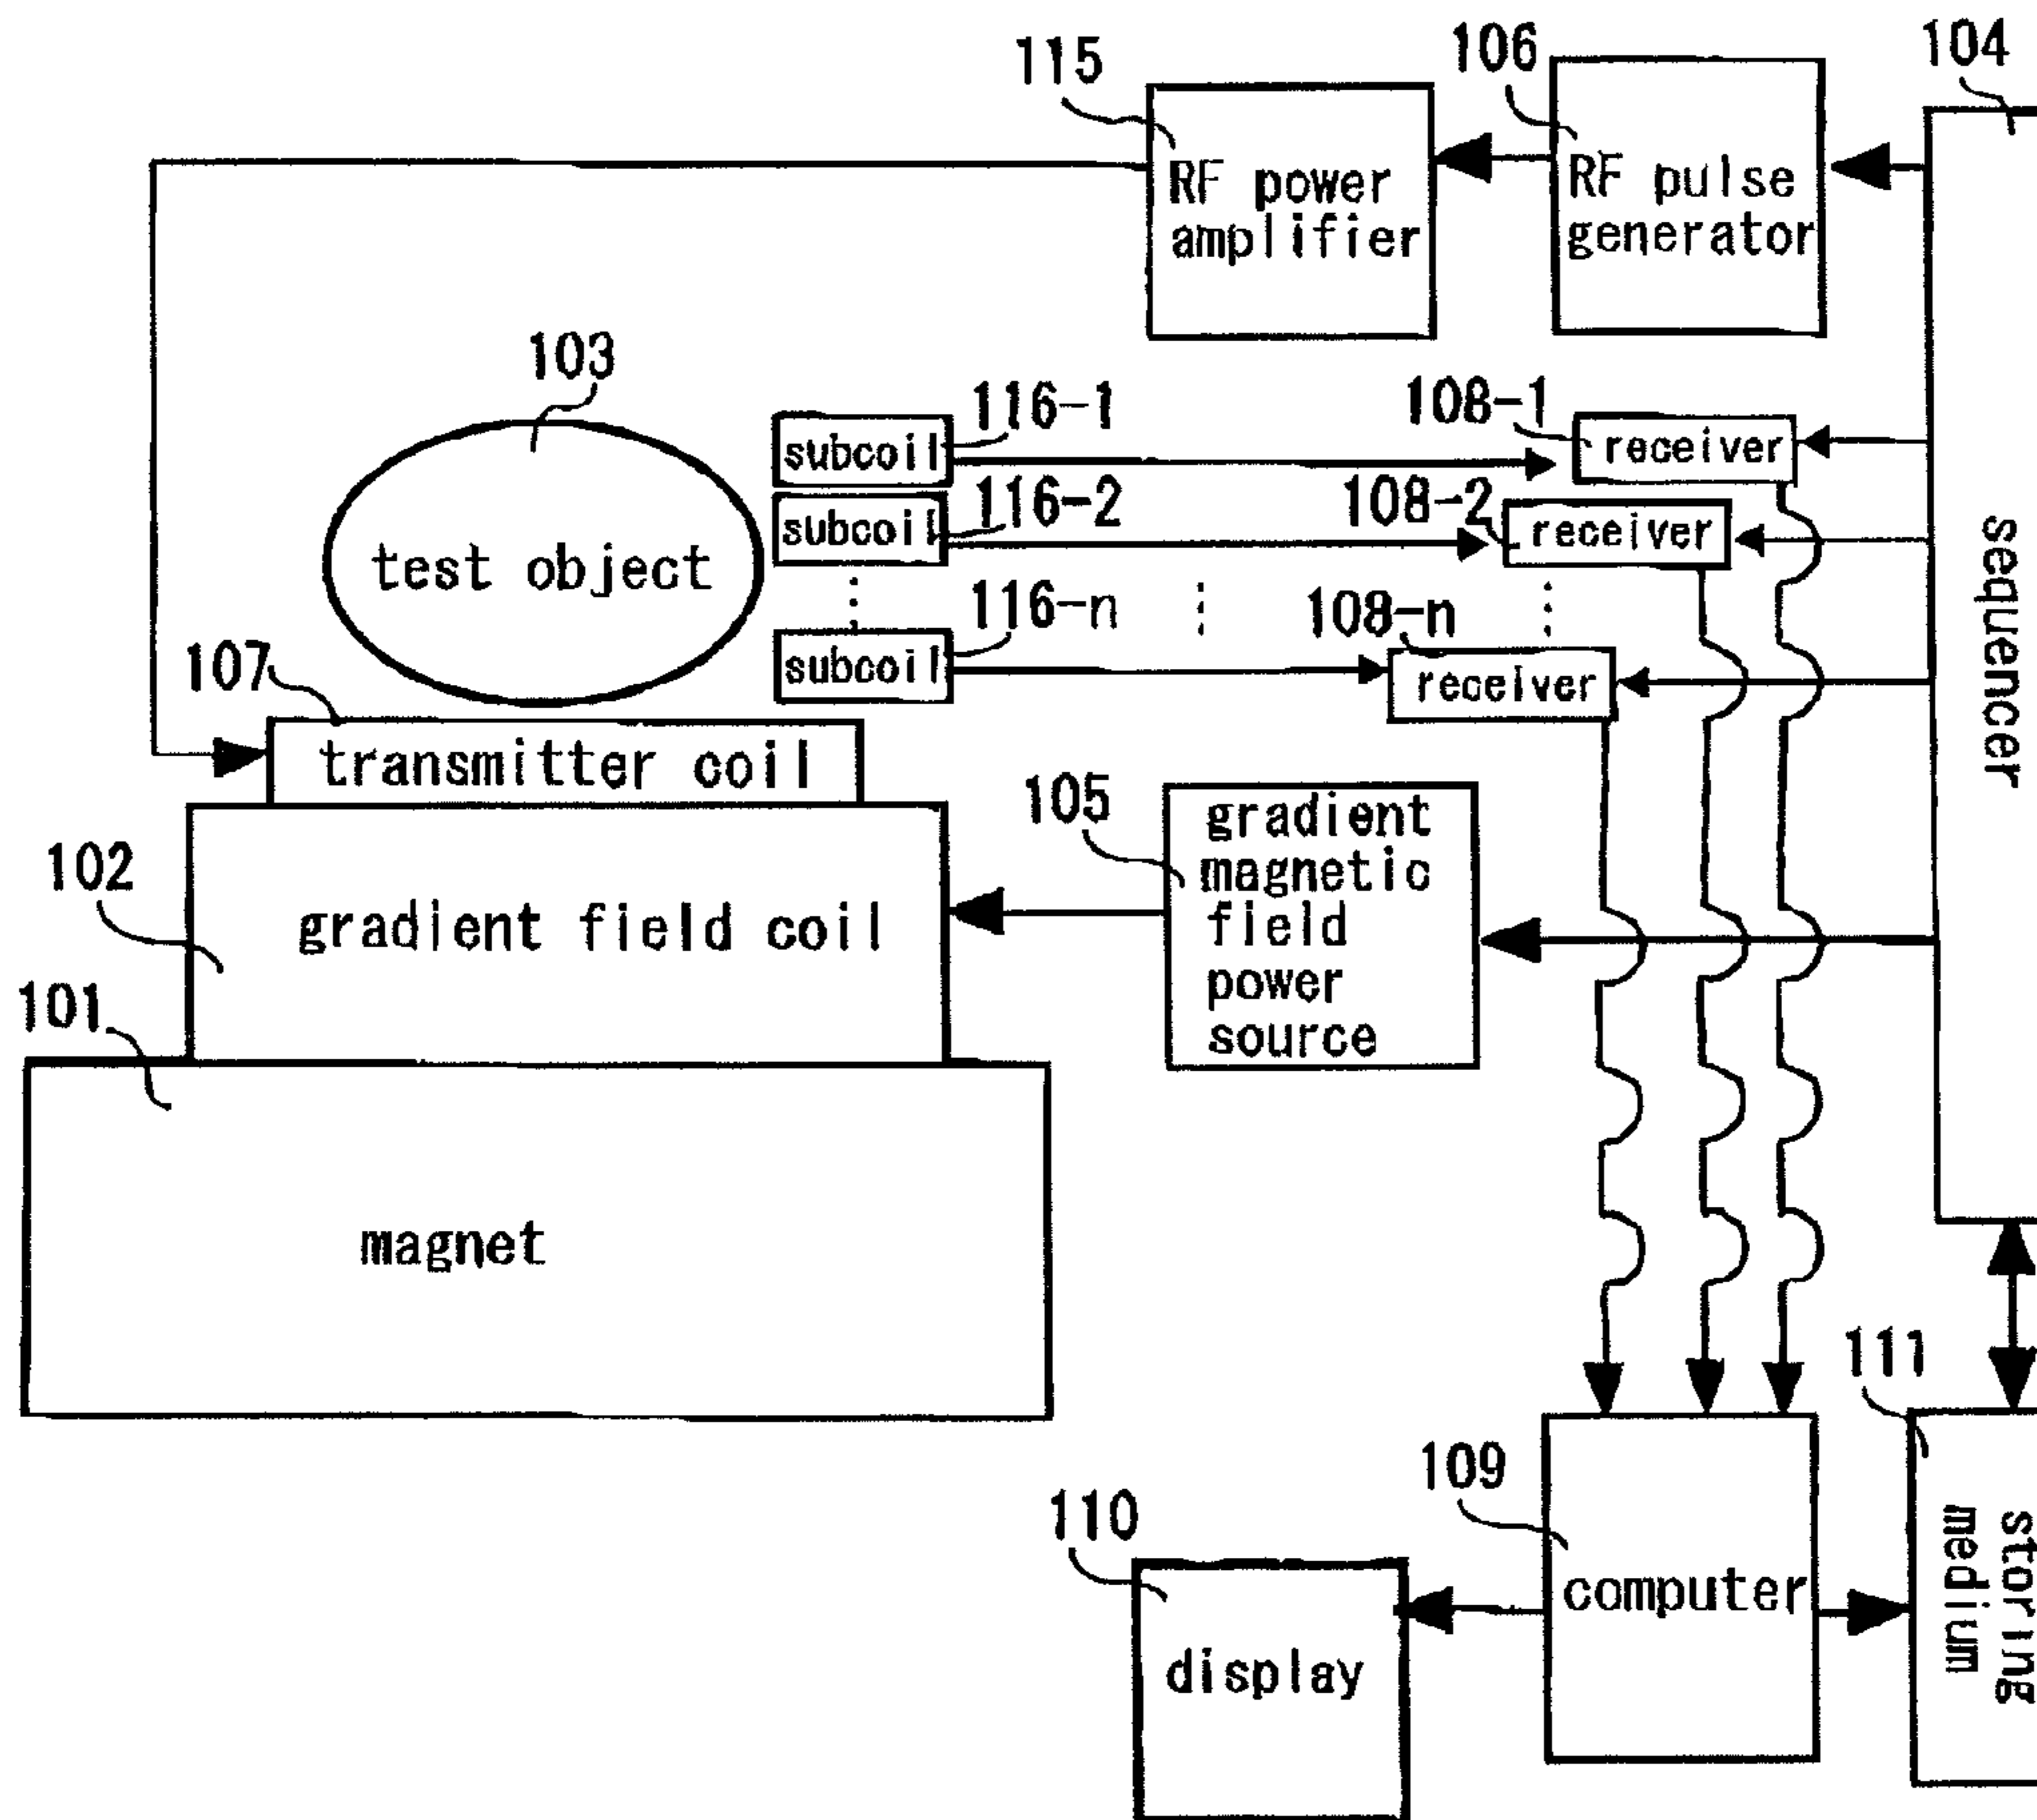 115
106
104
RF power
amplifier
RF pulse
generator
103
116-1
108-1
subcoil
receiver
116-2
108-2
subcoil
receiver
test object
sequencer
116-n
108-n
subcoil
receiver
107
transmitter coil
105
gradient
magnetic
field
power
source
102
gradient field coil
101
magnet
111
109
110
computer
storing
medium
display